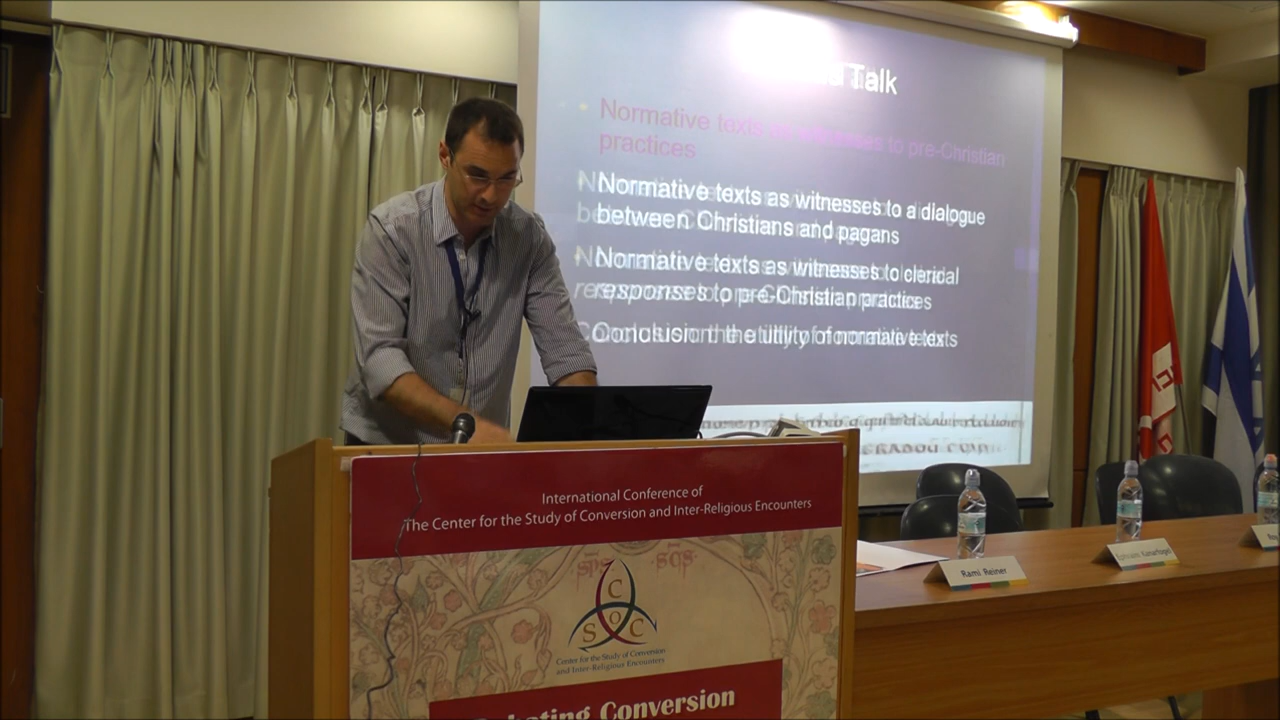 Talk
Normative texts as witnesses to pre-Christian
practices
Normative texts as witnesses to a dialogue
between Christians and pagans
Normative texts as witnesses to clerical
responses to pre-Christian practices
Conclusion: the utility of normative texts
International Conference of
The Center for the Study of Conversion and Inter-Religious Encounters
C
S O C
Center for the Study of Conversion
and Inter-Religious Encounters
Debating Conversion
Rami Reiner
Ephraim Kanarfogel